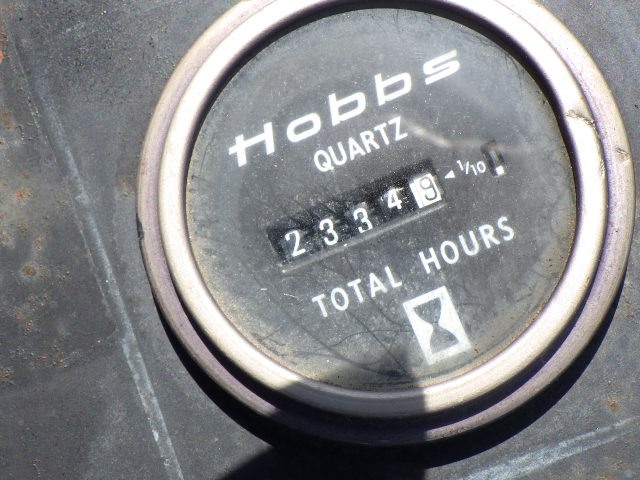 Hobbs
QUARTZ
23349 ◄ 1/10
TOTAL HOURS